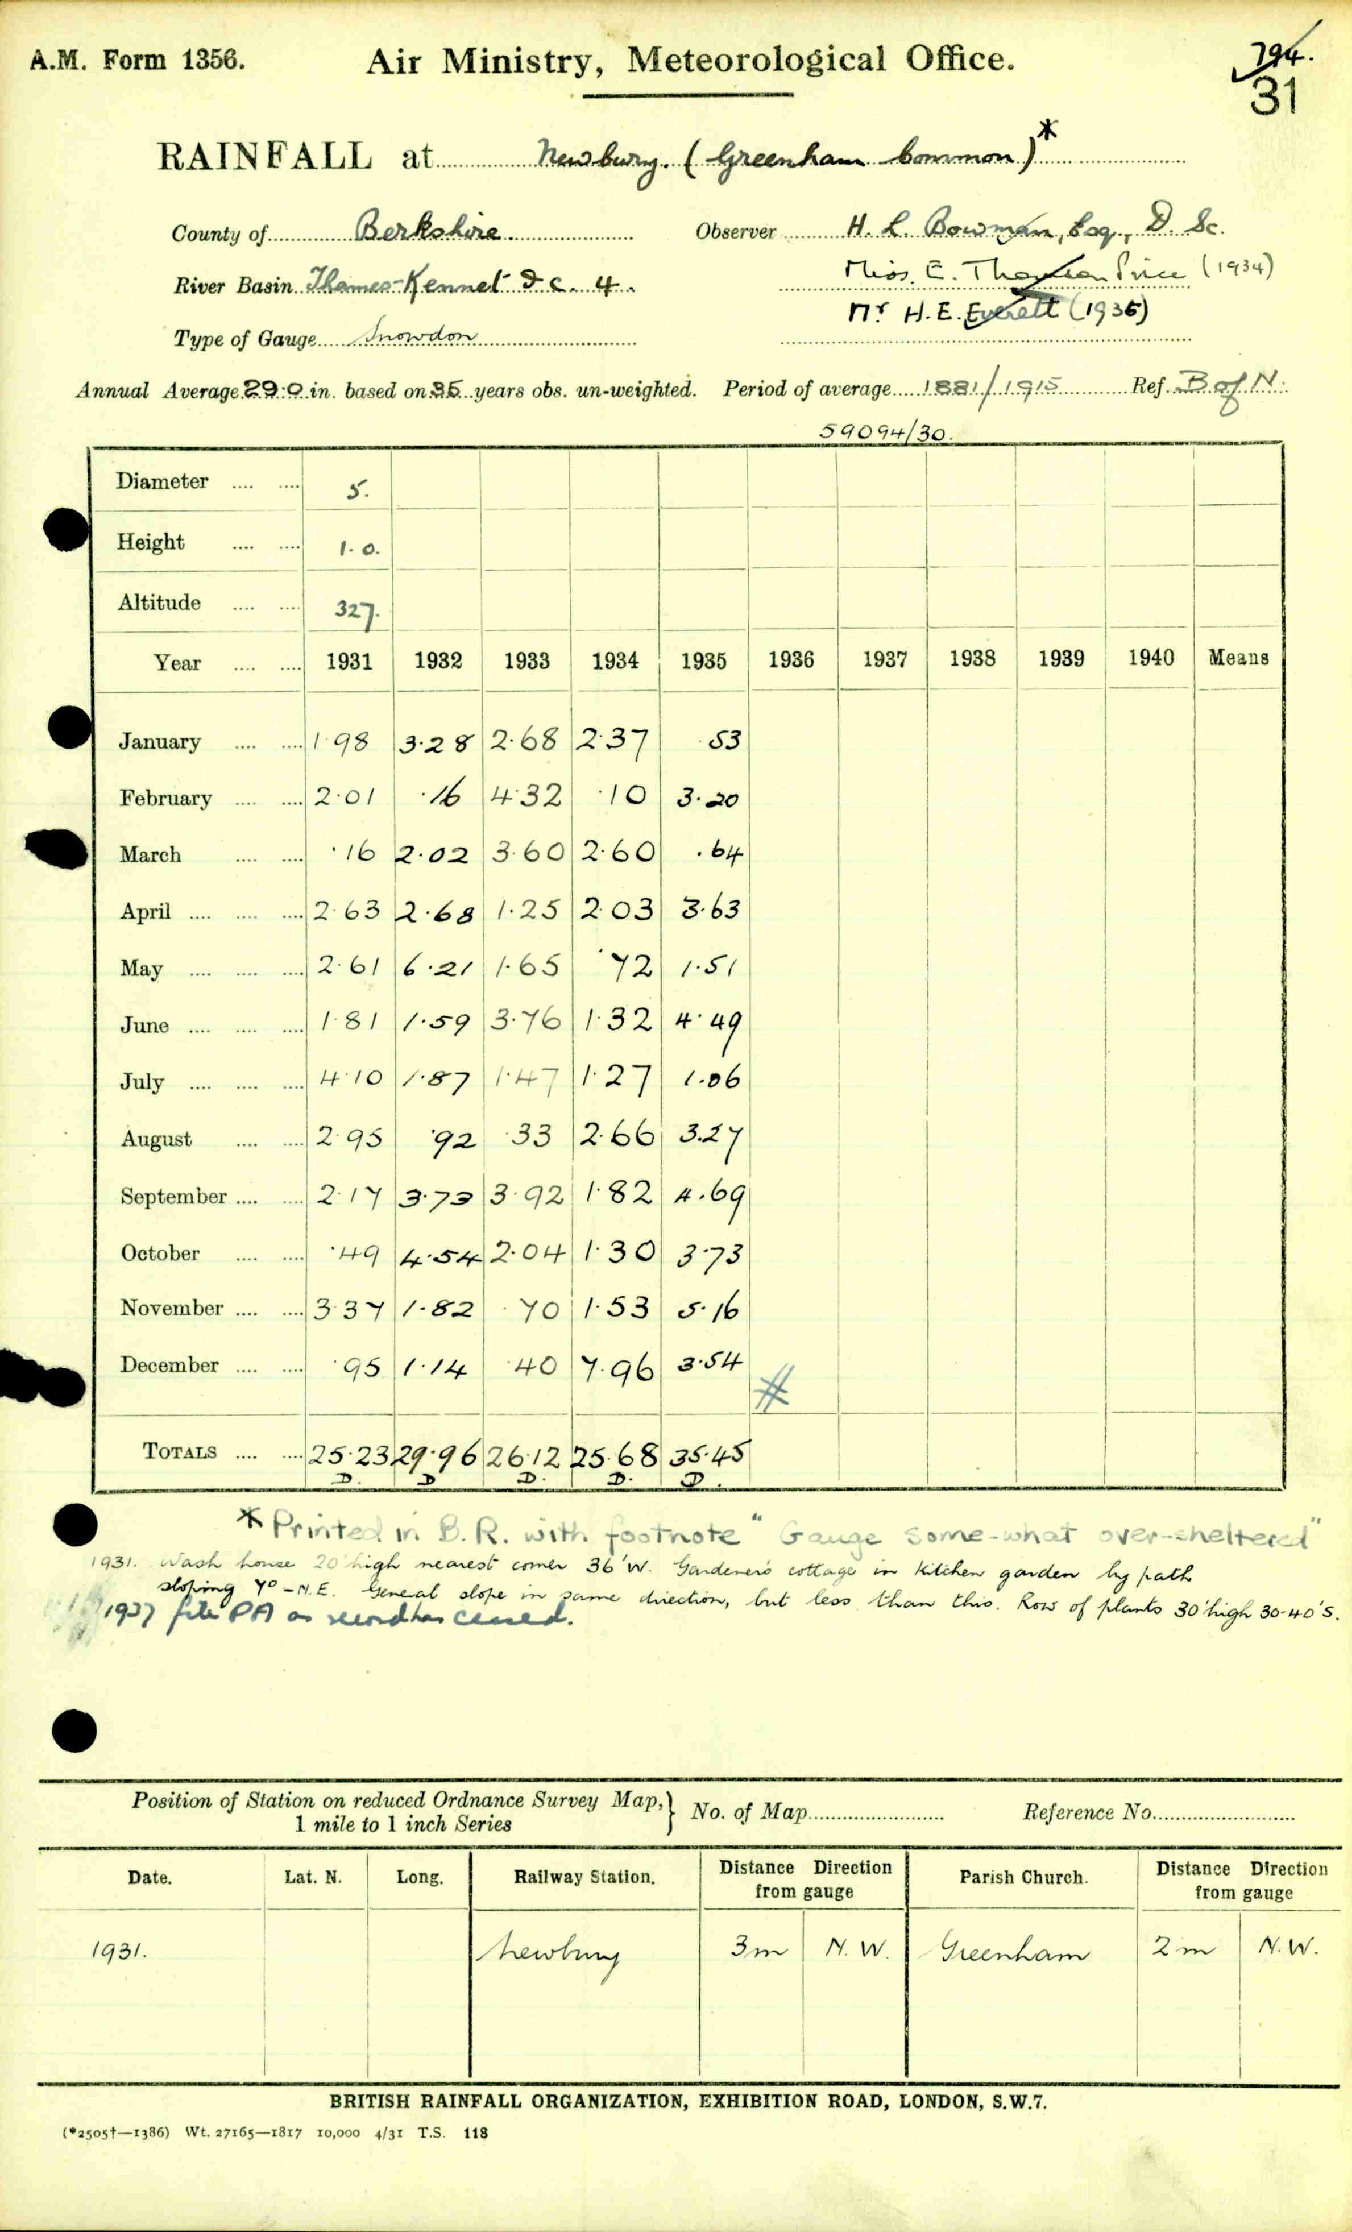 A.M. Form 1356. Air Ministry, Meteorological Office. 794.
31
RAINFALL at Newbury. (Greenham Common) *
County of Berkshire. Observer H. L. Bowman, Esq., D. Sc.
River Basin Thames-Kennet &c. 4. Miss. E. Price (1934)
Mr H. E. Everett (1935)
Type of Gauge Snowdon
Annual Average 29.0 in. based on 35 years obs. un-weighted. Period of average 1881/1915 Ref. B of N.
59094/30.
Diameter .... .... 5.
Height .... .... 1.0.
Altitude .... .... 327.
Year .... .... 1931 1932 1933 1934 1935 1936 1937 1938 1939 1940 Means
January .... .... 1.98 3.28 2.68 2.37 .53
February .... .... 2.01 .16 4.32 .10 3.20
March .... .... .16 2.02 3.60 2.60 .64
April .... .... .... 2.63 2.68 1.25 2.03 3.63
May .... .... .... 2.61 6.21 1.65 .72 1.51
June .... .... .... 1.81 1.59 3.76 1.32 4.49
July .... .... .... 4.10 1.87 1.47 1.27 1.06
August .... .... 2.95 .92 .33 2.66 3.27
September .... .... 2.17 3.73 3.92 1.82 4.69
October .... .... .49 4.54 2.04 1.30 3.73
November .... .... 3.37 1.82 .70 1.53 5.16
December .... .... .95 1.14 .40 7.96 3.54
#
TOTALS .... .... 25.23 29.96 26.12 25.68 35.45
D. D D. D. D.
* Printed in B.R. with footnote "Gauge some-what over-sheltered"
1931. Wash house 20' high nearest corner 36' W. Gardener's cottage in kitchen garden by path
sloping 7° - N.E. General slope in same direction, but less than this. Row of plants 30' high 30-40' S.
1937 file PA as record has ceased.
Position of Station on reduced Ordnance Survey Map, } No. of Map Reference No.
1 mile to 1 inch Series
Date. Lat. N. Long. Railway Station. Distance Direction from gauge Parish Church. Distance Direction from gauge
1931. Newbury 3m N.W. Greenham 2m N.W.
BRITISH RAINFALL ORGANIZATION, EXHIBITION ROAD, LONDON, S.W.7.
(*2505†—1386) Wt. 27165—1817 10,000 4/31 T.S. 118